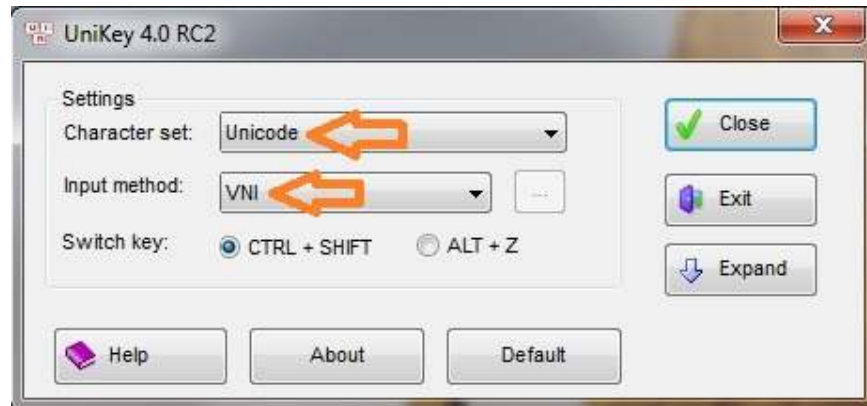 UniKey 4.0 RC2
Settings
Character set: Unicode
Close
Input method: VNI
...
Exit
Switch key: CTRL + SHIFT ALT + Z
Expand
Help
About
Default